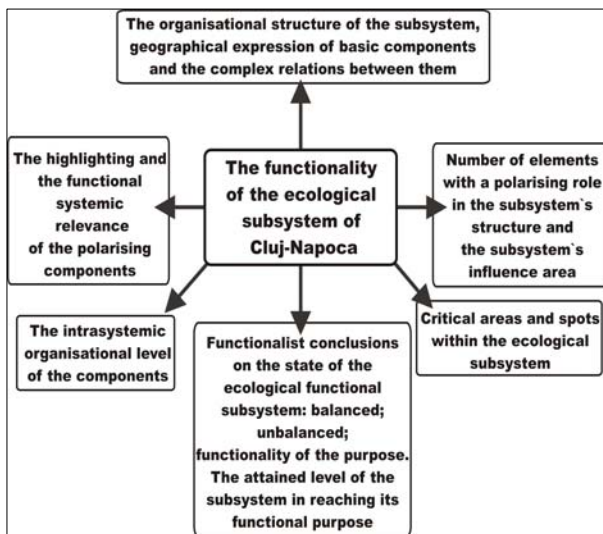 The organisational structure of the subsystem,
geographical expression of basic components
and the complex relations between them
The highlighting and
the functional
systemic
relevance
of the polarising
components
The functionality
of the ecological
subsystem of
Cluj-Napoca
Number of elements
with a polarising role
in the subsystem`s
structure and
the subsystem`s
influence area
The intrasystemic
organisational level
of the components
Functionalist conclusions
on the state of the
ecological functional
subsystem: balanced;
unbalanced;
functionality of the purpose.
The attained level of the
subsystem in reaching its
functional purpose
Critical areas and spots
within the ecological
subsystem